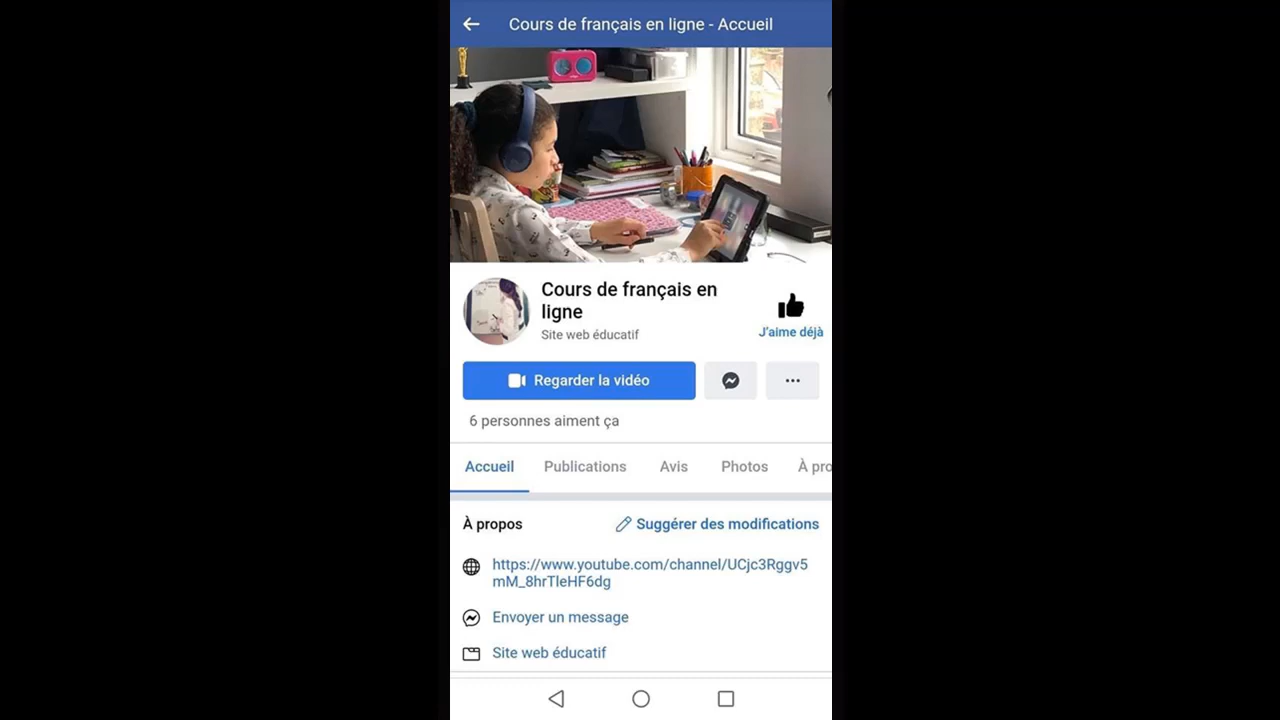 Cours de français en ligne - Accueil
Cours de français en
ligne
Site web éducatif
J'aime déjà
Regarder la vidéo
6 personnes aiment ça
Accueil Publications Avis Photos À pro
À propos
Suggérer des modifications
https://www.youtube.com/channel/UCjc3Rggv5
mM_8hrTleHF6dg
Envoyer un message
Site web éducatif